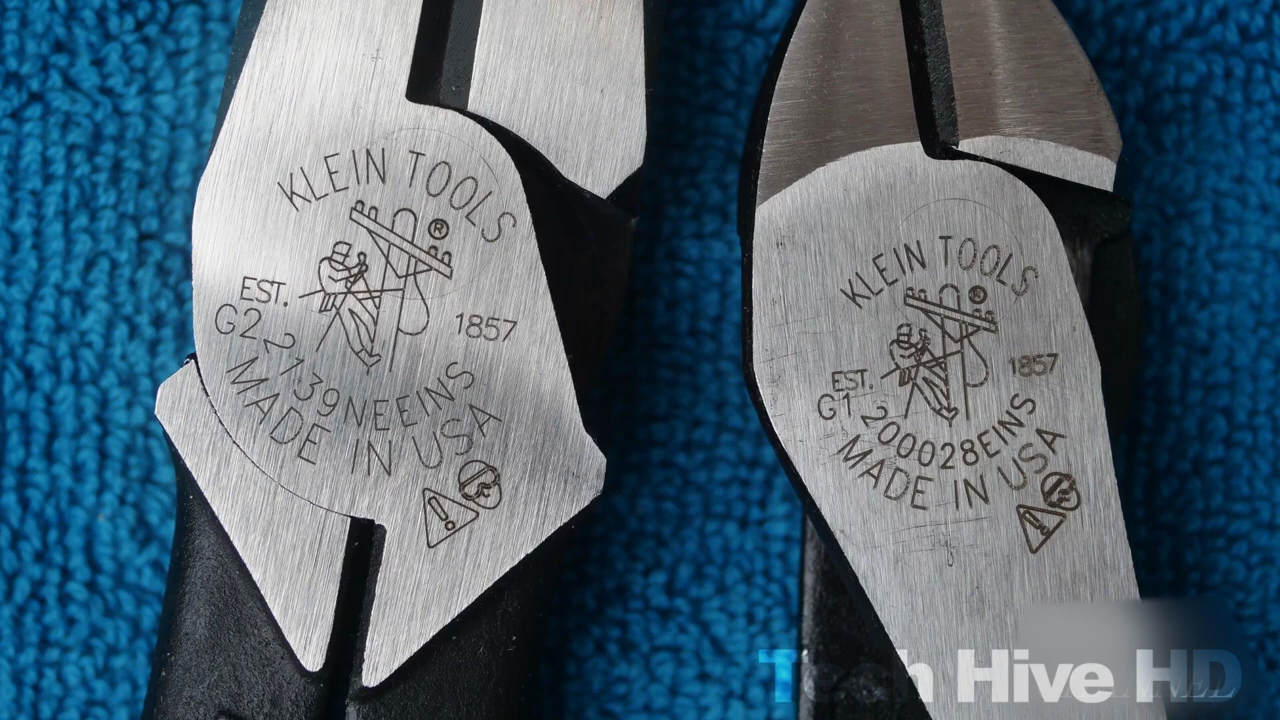 KLEIN TOOLS
®
EST. 1857
G2 2139NEEINS
MADE IN USA
KLEIN TOOLS
®
EST. 1857
G1 200028EINS
MADE IN USA
Tech Hive HD